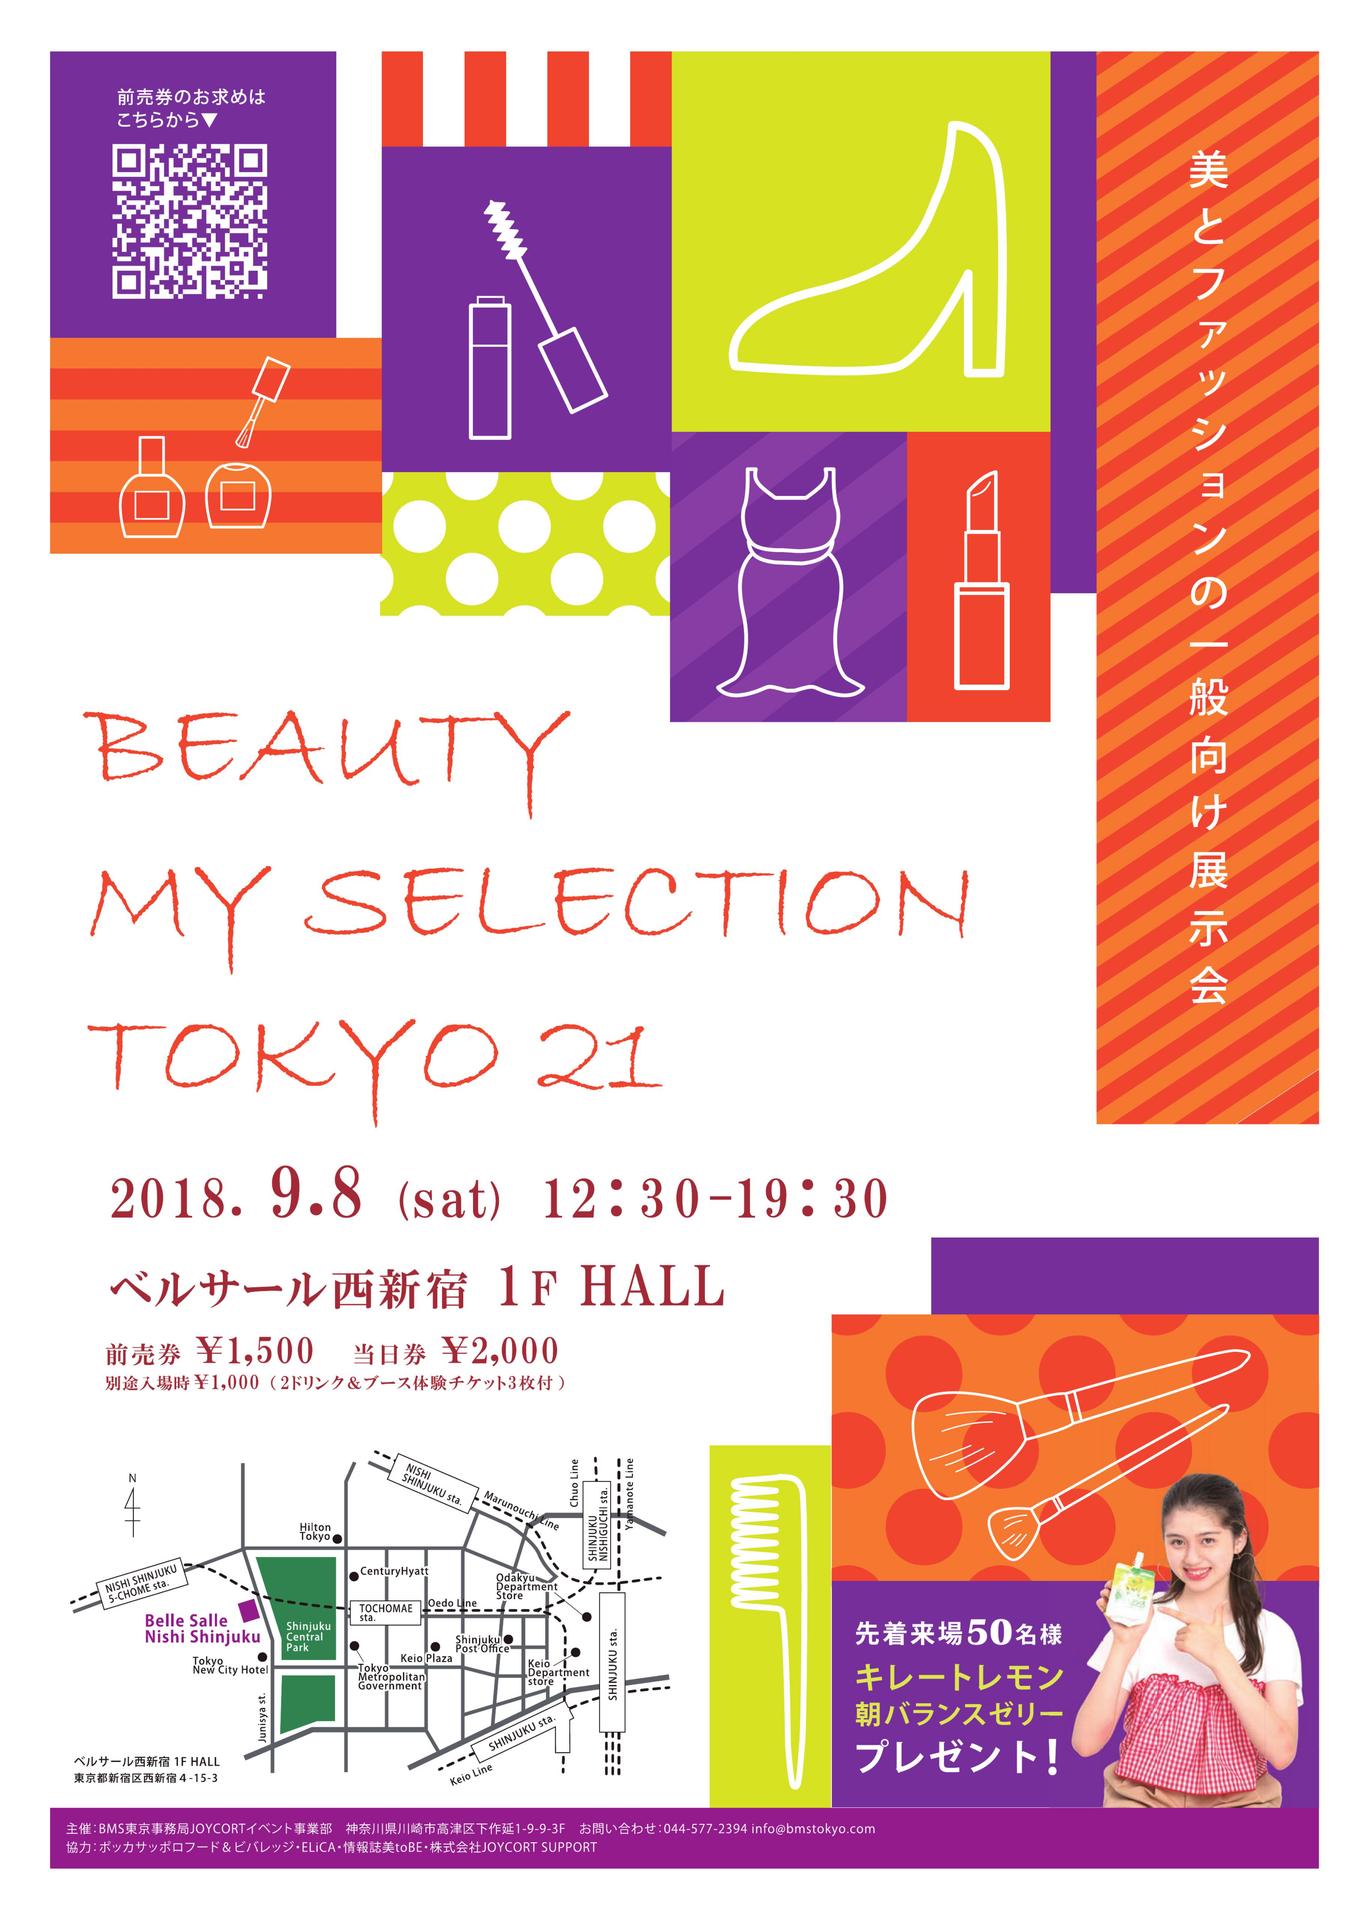 前売券のお求めは
こちらから▼
美とファッションの一般向け展示会
BEAUTY
MY SELECTION
TOKYO 21
2018. 9.8 (sat) 12:30-19:30
ベルサール西新宿 1F HALL
前売券 ¥1,500 当日券 ¥2,000
別途入場時¥1,000（2ドリンク&ブース体験チケット3枚付）
N
NISHI
SHINJUKU sta.
Marunouchi Line
Chuo Line
SHINJUKU
NISHIGUCHI sta.
Yamanote Line
Hilton
Tokyo
NISHI SHINJUKU
5-CHOME sta.
CenturyHyatt
Odakyu
Department
Store
TOCHOMAE
sta.
Oedo Line
Belle Salle
Nishi Shinjuku
Shinjuku
Central
Park
Shinjuku
Post Office
Keio Plaza
Tokyo
New City Hotel
Tokyo
Metropolitan
Government
Keio
Department
store
SHINJUKU sta.
Junisya st.
SHINJUKU sta.
Keio Line
ベルサール西新宿 1F HALL
東京都新宿区西新宿4-15-3
先着来場50名様
キレートレモン
朝バランスゼリー
プレゼント!
主催:BMS東京事務局JOYCORTイベント事業部 神奈川県川崎市高津区下作延1-9-9-3F お問い合わせ:044-577-2394 info@bmstokyo.com
協力:ポッカサッポロフード&ビバレッジ・ELiCA・情報誌美toBE・株式会社JOYCORT SUPPORT